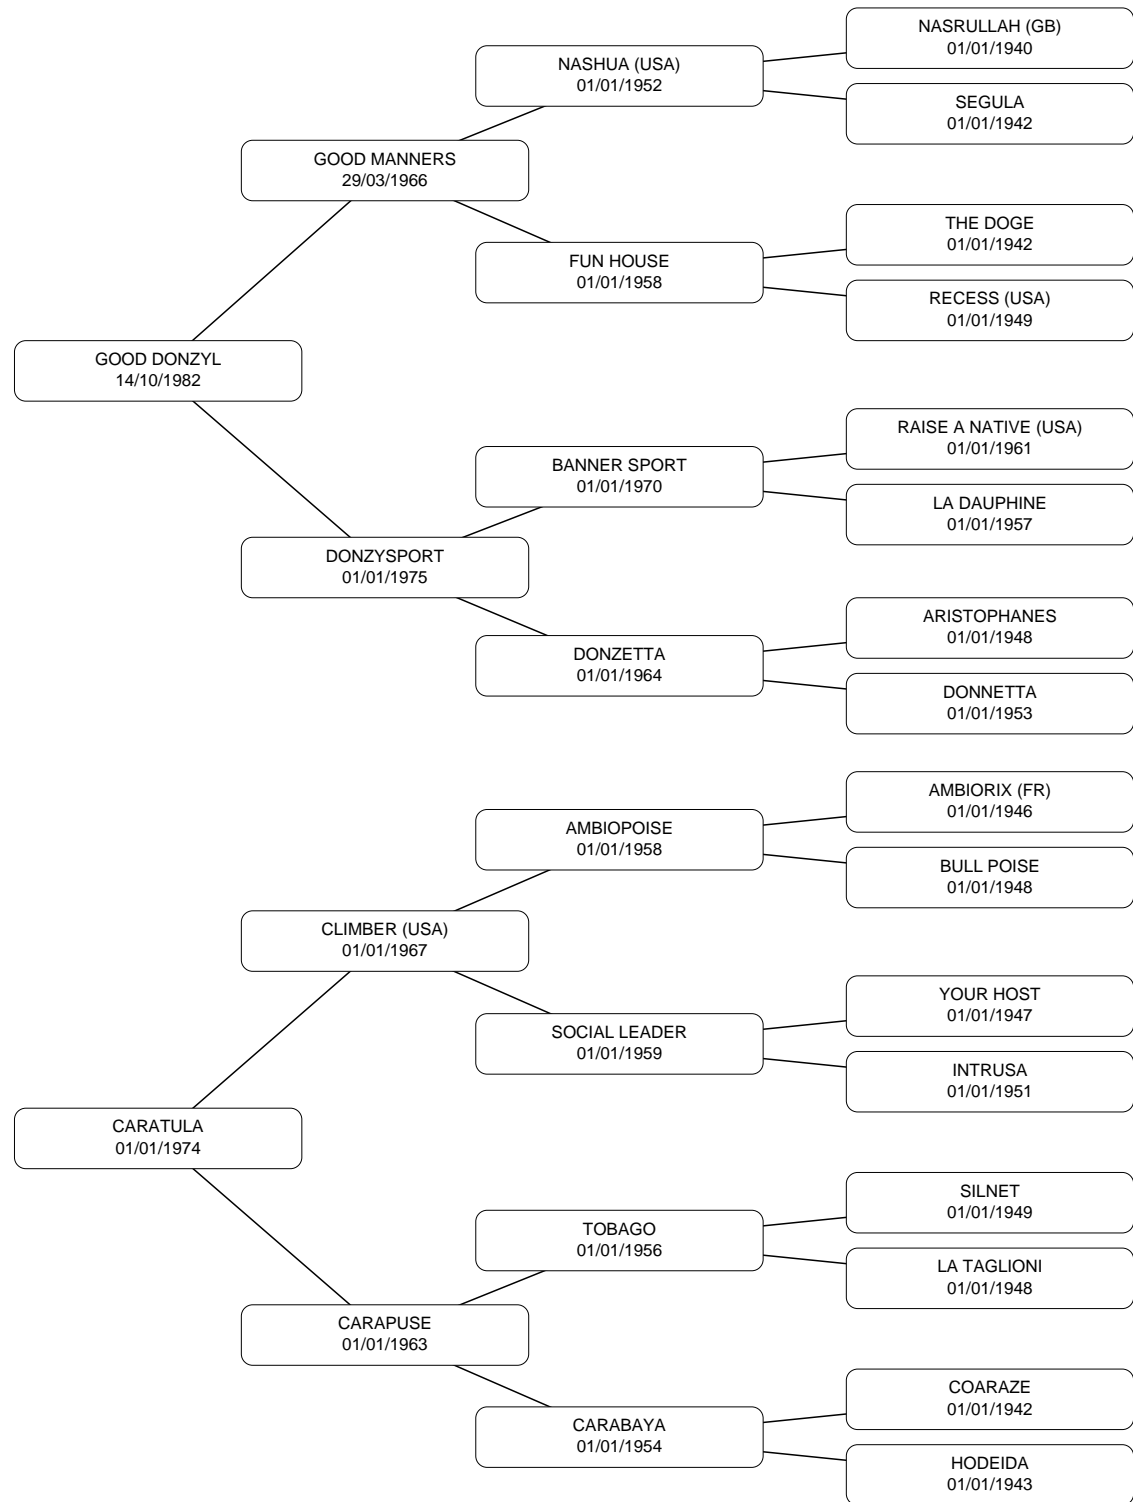 NASRULLAH (GB)
01/01/1940
NASHUA (USA)
01/01/1952
SEGULA
01/01/1942
GOOD MANNERS
29/03/1966
THE DOGE
01/01/1942
FUN HOUSE
01/01/1958
RECESS (USA)
01/01/1949
GOOD DONZYL
14/10/1982
RAISE A NATIVE (USA)
01/01/1961
BANNER SPORT
01/01/1970
LA DAUPHINE
01/01/1957
DONZYSPORT
01/01/1975
ARISTOPHANES
01/01/1948
DONZETTA
01/01/1964
DONNETTA
01/01/1953
AMBIORIX (FR)
01/01/1946
AMBIOPOISE
01/01/1958
BULL POISE
01/01/1948
CLIMBER (USA)
01/01/1967
YOUR HOST
01/01/1947
SOCIAL LEADER
01/01/1959
INTRUSA
01/01/1951
CARATULA
01/01/1974
SILNET
01/01/1949
TOBAGO
01/01/1956
LA TAGLIONI
01/01/1948
CARAPUSE
01/01/1963
COARAZE
01/01/1942
CARABAYA
01/01/1954
HODEIDA
01/01/1943